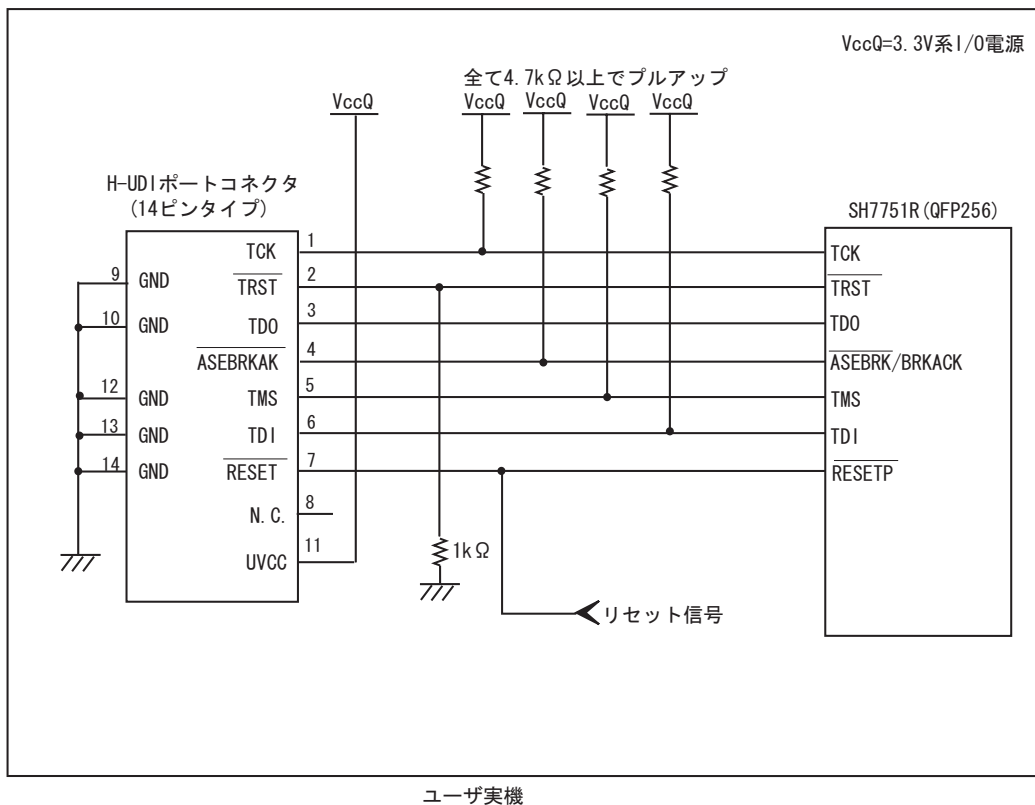 VccQ=3.3V系I/O電源
全て4.7kΩ以上でプルアップ
VccQ
VccQ VccQ VccQ VccQ
H-UDIポートコネクタ
(14ピンタイプ)
SH7751R(QFP256)
TCK 1 TCK
9 GND TRST 2 TRST
10 GND TDO 3 TDO
ASEBRKAK 4 ASEBRK/BRKACK
12 GND TMS 5 TMS
13 GND TDI 6 TDI
14 GND RESET 7 RESETP
N.C. 8
UVCC 11
1kΩ
リセット信号
ユーザ実機